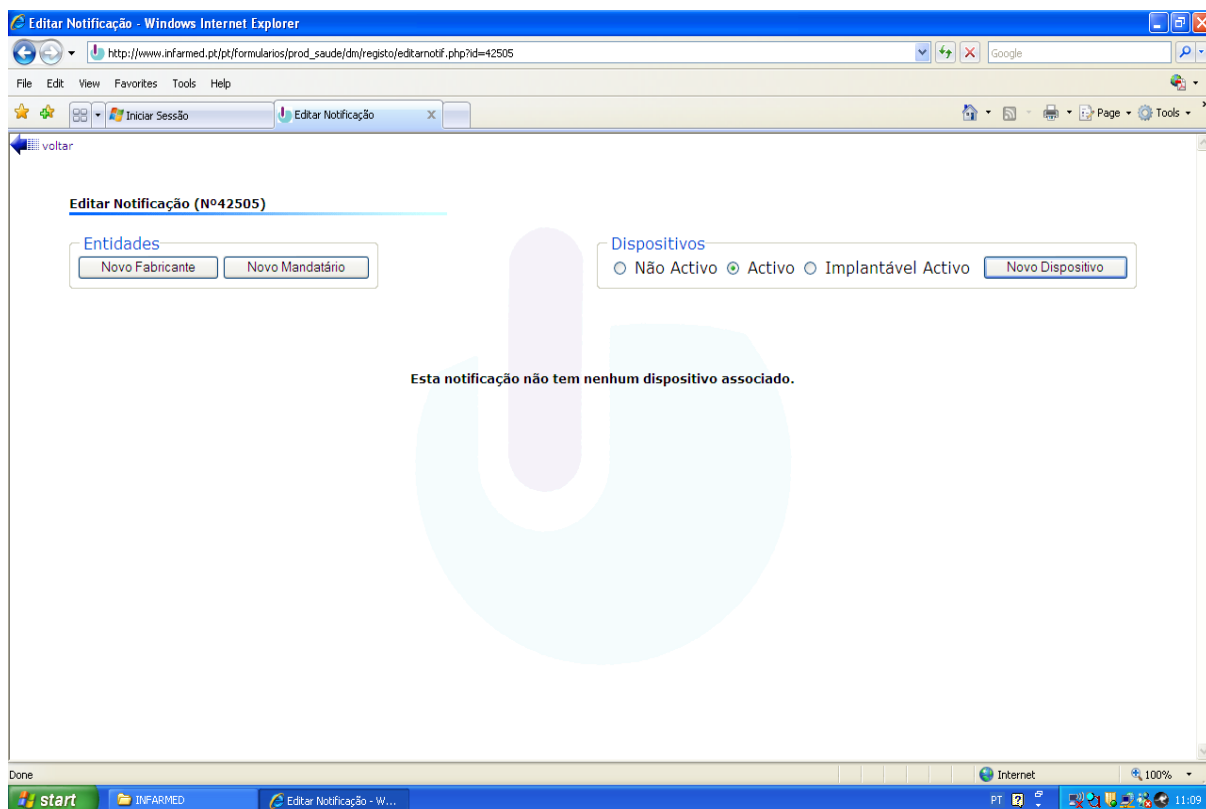 Editar Notificação - Windows Internet Explorer
http://www.infarmed.pt/pt/formularios/prod_saude/dm/registo/editarnotif.php?id=42505
Google
File Edit View Favorites Tools Help
Iniciar Sessão Editar Notificação X Page Tools
voltar
Editar Notificação (Nº42505)
Entidades Dispositivos
Novo Fabricante Novo Mandatário Não Activo Activo Implantável Activo Novo Dispositivo
Esta notificação não tem nenhum dispositivo associado.
Done Internet 100%
start INFARMED Editar Notificação - W... PT 11:09